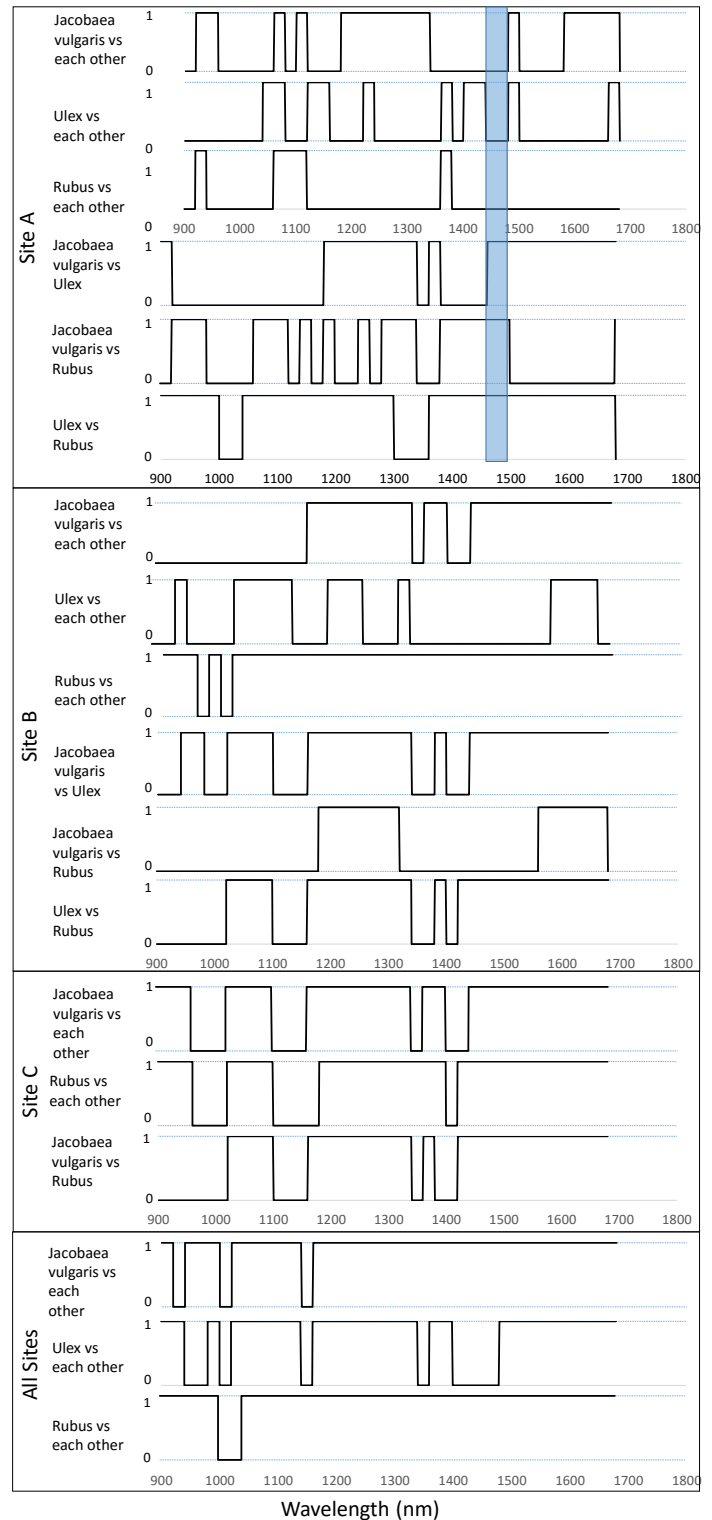 Site A
Jacobaea
vulgaris vs
each other
1
0
Ulex vs
each other
1
0
Rubus vs
each other
1
0
900 1000 1100 1200 1300 1400 1500 1600 1700 1800
Jacobaea
vulgaris vs
Ulex
1
0
Jacobaea
vulgaris vs
Rubus
1
0
Ulex vs
Rubus
1
0
900 1000 1100 1200 1300 1400 1500 1600 1700 1800
Site B
Jacobaea
vulgaris vs
each other
1
0
Ulex vs
each other
1
0
Rubus vs
each other
1
0
Jacobaea
vulgaris
vs Ulex
1
0
Jacobaea
vulgaris vs
Rubus
1
0
Ulex vs
Rubus
1
0
900 1000 1100 1200 1300 1400 1500 1600 1700 1800
Site C
Jacobaea
vulgaris vs
each
other
1
0
Rubus vs
each other
1
0
Jacobaea
vulgaris vs
Rubus
1
0
900 1000 1100 1200 1300 1400 1500 1600 1700 1800
All Sites
Jacobaea
vulgaris vs
each
other
1
0
Ulex vs
each other
1
0
Rubus vs
each other
1
0
900 1000 1100 1200 1300 1400 1500 1600 1700 1800
Wavelength (nm)